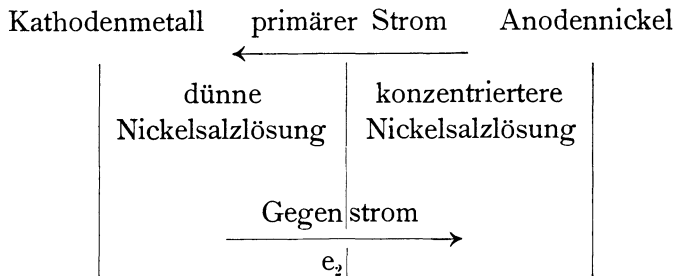 Kathodenmetall primärer Strom Anodennickel
dünne konzentriertere
Nickelsalzlösung Nickelsalzlösung
Gegenstrom
e₂